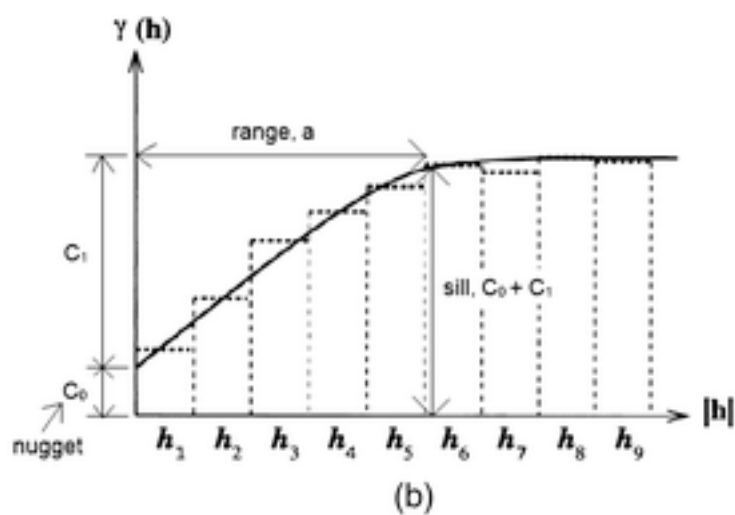 γ (h)
range, a
C₁
sill, C₀ + C₁
C₀
nugget
h₁ h₂ h₃ h₄ h₅ h₆ h₇ h₈ h₉
|h|
(b)